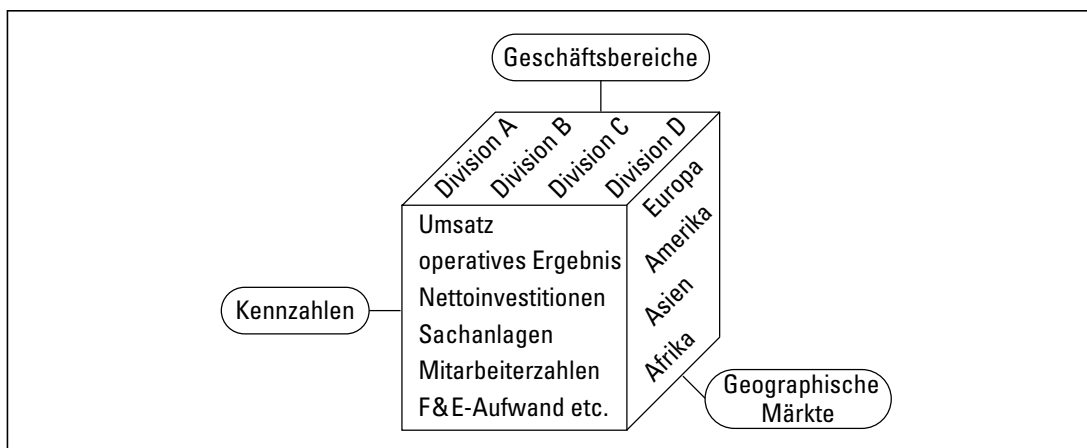 Geschäftsbereiche
Division A
Division B
Division C
Division D
Europa
Amerika
Asien
Afrika
Umsatz
operatives Ergebnis
Nettoinvestitionen
Sachanlagen
Mitarbeiterzahlen
F&E-Aufwand etc.
Kennzahlen
Geographische
Märkte